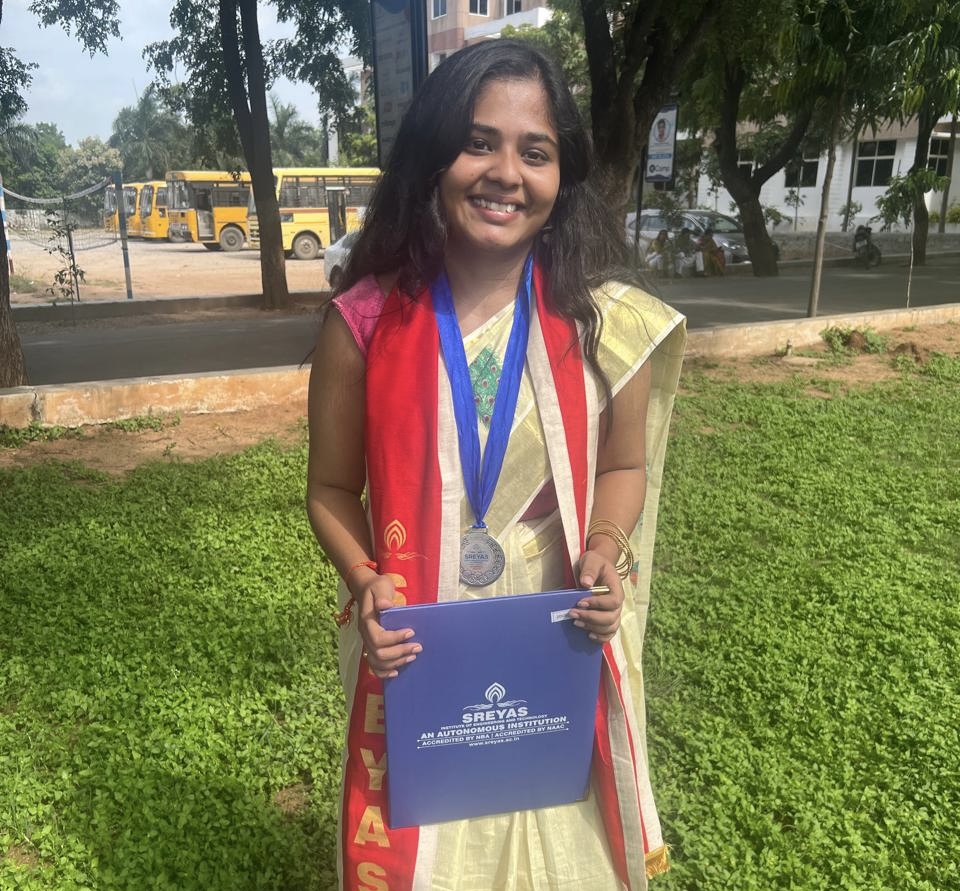 SREYAS
SREYAS
SREYAS
INSTITUTE OF ENGINEERING AND TECHNOLOGY
AN AUTONOMOUS INSTITUTION
ACCREDITED BY NBA | ACCREDITED BY NAAC
www.sreyas.ac.in